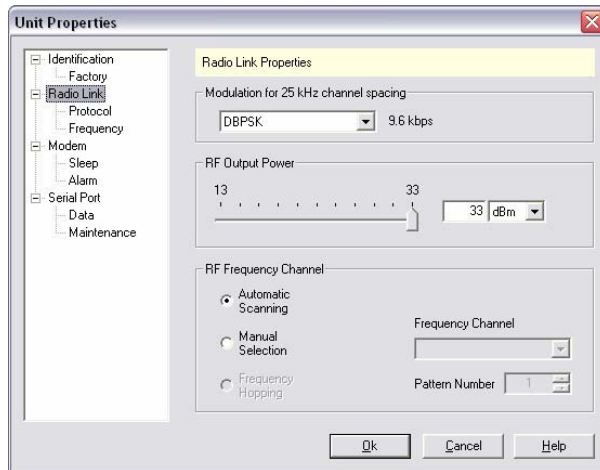 Unit Properties
Identification
Factory
Radio Link
Protocol
Frequency
Modem
Sleep
Alarm
Serial Port
Data
Maintenance
Radio Link Properties
Modulation for 25 kHz channel spacing
DBPSK 9.6 kbps
RF Output Power
13 33
33 dBm
RF Frequency Channel
Automatic
Scanning
Manual
Selection
Frequency
Hopping
Frequency Channel
Pattern Number 1
Ok Cancel Help